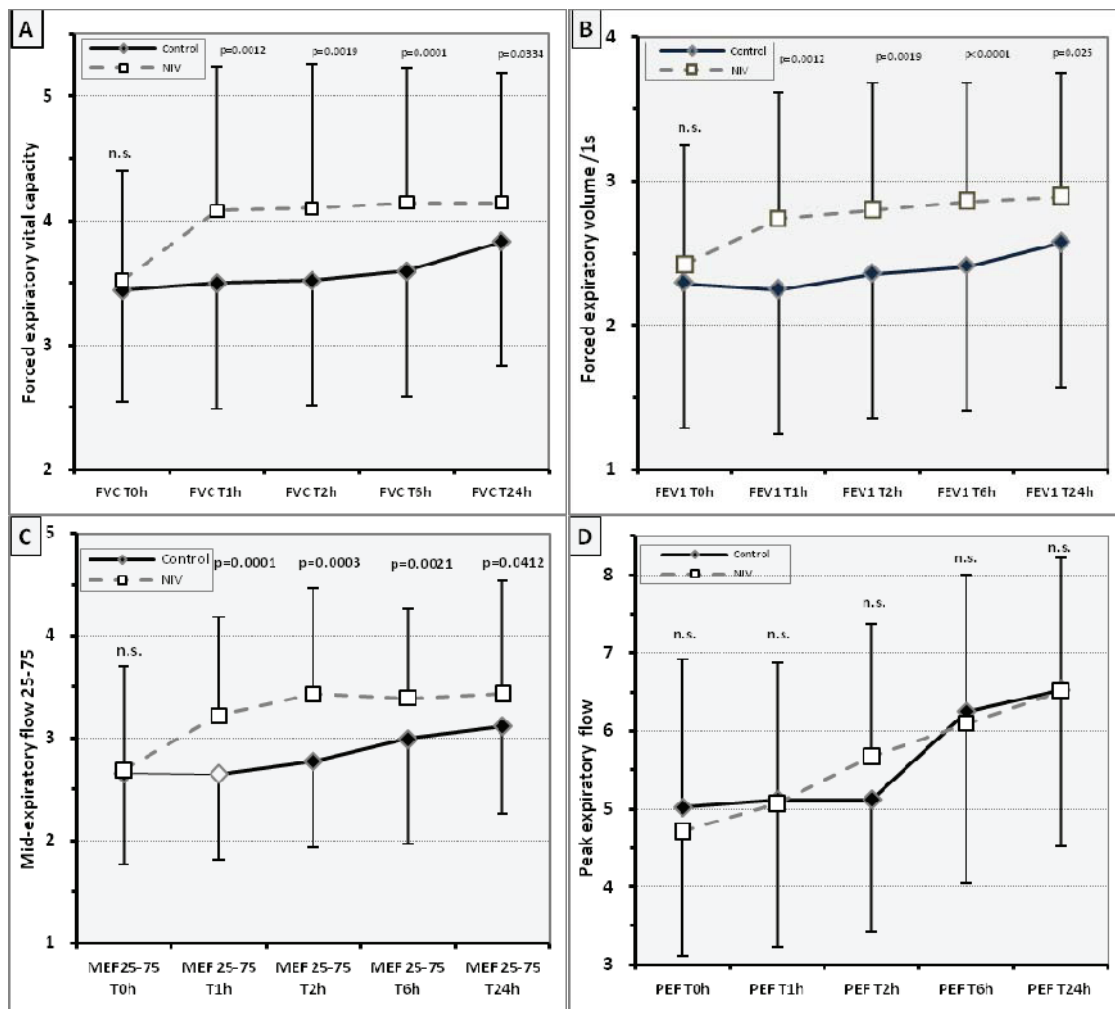 A
Control
NIV
p=0.0012
p=0.0019
p=0.0001
p=0.0334
n.s.
Forced expiratory vital capacity
5
4
3
2
FVC T0h
FVC T1h
FVC T2h
FVC T6h
FVC T24h
B
Control
NIV
p=0.0012
p=0.0019
p<0.0001
p=0.025
n.s.
Forced expiratory volume /1s
4
3
2
1
FEV1 T0h
FEV1 T1h
FEV1 T2h
FEV1 T6h
FEV1 T24h
C
Control
NIV
p=0.0001
p=0.0003
p=0.0021
p=0.0412
n.s.
Mid-expiratory flow 25-75
5
4
3
2
1
MEF 25-75
T0h
MEF 25-75
T1h
MEF 25-75
T2h
MEF 25-75
T6h
MEF 25-75
T24h
D
Control
NIV
n.s.
n.s.
n.s.
n.s.
n.s.
Peak expiratory flow
8
7
6
5
4
3
PEF T0h
PEF T1h
PEF T2h
PEF T6h
PEF T24h